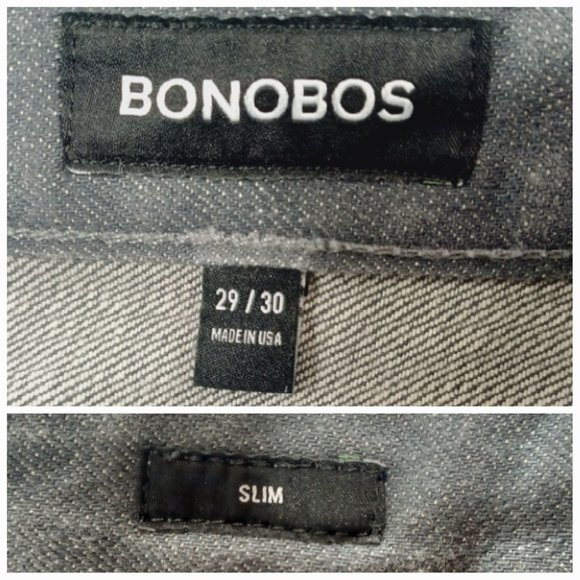 BONOBOS
29 / 30
MADE IN USA
SLIM